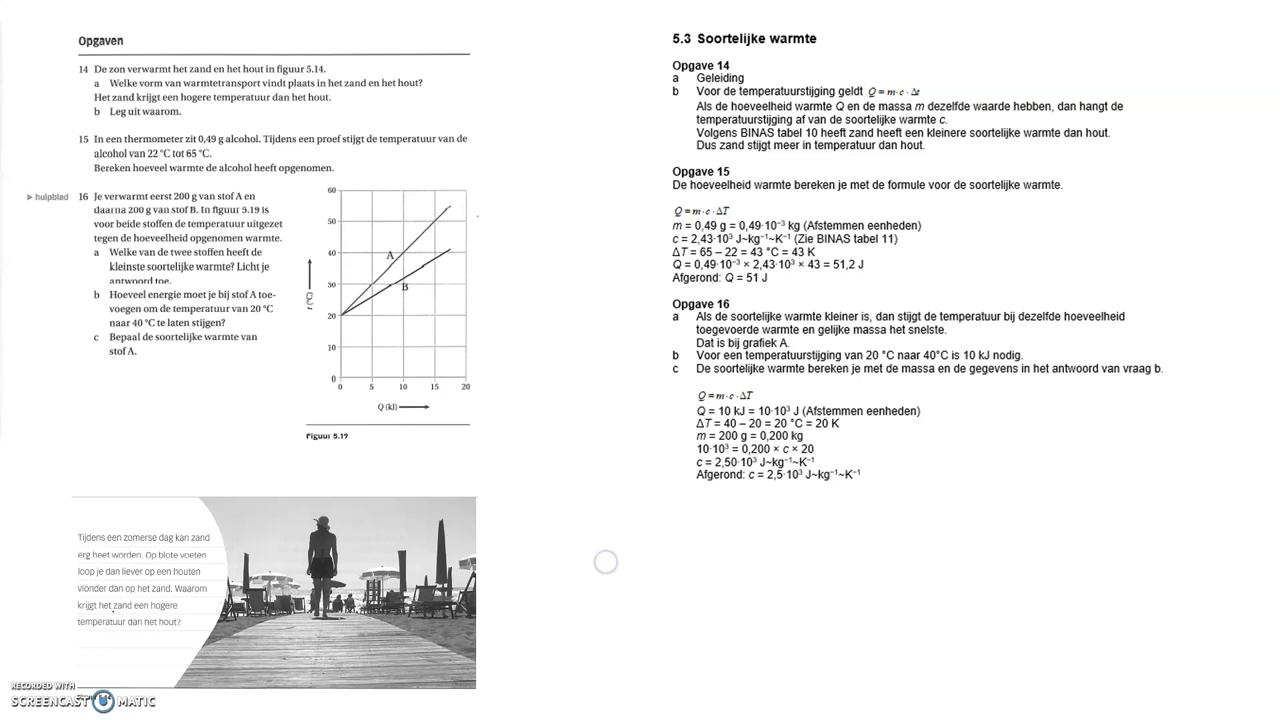 Opgaven
14 De zon verwarmt het zand en het hout in figuur 5.14.
a Welke vorm van warmtetransport vindt plaats in het zand en het hout?
Het zand krijgt een hogere temperatuur dan het hout.
b Leg uit waarom.
15 In een thermometer zit 0,49 g alcohol. Tijdens een proef stijgt de temperatuur van de
alcohol van 22 °C tot 65 °C.
Bereken hoeveel warmte de alcohol heeft opgenomen.
▶ hulpblad
16 Je verwarmt eerst 200 g van stof A en
daarna 200 g van stof B. In figuur 5.19 is
voor beide stoffen de temperatuur uitgezet
tegen de hoeveelheid opgenomen warmte.
a Welke van de twee stoffen heeft de
kleinste soortelijke warmte? Licht je
antwoord toe.
b Hoeveel energie moet je bij stof A toe-
voegen om de temperatuur van 20 °C
naar 40 °C te laten stijgen?
c Bepaal de soortelijke warmte van
stof A.
60
50
40
30
20
10
0
t (°C)
A
B
0 5 10 15 20
Q (kJ)
Figuur 5.19
Tijdens een zomerse dag kan zand
erg heet worden. Op blote voeten
loop je dan liever op een houten
vlonder dan op het zand. Waarom
krijgt het zand een hogere
temperatuur dan het hout?
RECORDED WITH
SCREENCAST MATIC
5.3 Soortelijke warmte
Opgave 14
a Geleiding
b Voor de temperatuurstijging geldt Q = m · c · Δt
Als de hoeveelheid warmte Q en de massa m dezelfde waarde hebben, dan hangt de
temperatuurstijging af van de soortelijke warmte c.
Volgens BINAS tabel 10 heeft zand heeft een kleinere soortelijke warmte dan hout.
Dus zand stijgt meer in temperatuur dan hout.
Opgave 15
De hoeveelheid warmte bereken je met de formule voor de soortelijke warmte.
Q = m · c · ΔT
m = 0,49 g = 0,49·10⁻³ kg (Afstemmen eenheden)
c = 2,43·10³ J~kg⁻¹~K⁻¹ (Zie BINAS tabel 11)
ΔT = 65 – 22 = 43 °C = 43 K
Q = 0,49·10⁻³ × 2,43·10³ × 43 = 51,2 J
Afgerond: Q = 51 J
Opgave 16
a Als de soortelijke warmte kleiner is, dan stijgt de temperatuur bij dezelfde hoeveelheid
toegevoerde warmte en gelijke massa het snelste.
Dat is bij grafiek A.
b Voor een temperatuurstijging van 20 °C naar 40°C is 10 kJ nodig.
c De soortelijke warmte bereken je met de massa en de gegevens in het antwoord van vraag b.
Q = m · c · ΔT
Q = 10 kJ = 10·10³ J (Afstemmen eenheden)
ΔT = 40 – 20 = 20 °C = 20 K
m = 200 g = 0,200 kg
10·10³ = 0,200 × c × 20
c = 2,50·10³ J~kg⁻¹~K⁻¹
Afgerond: c = 2,5·10³ J~kg⁻¹~K⁻¹